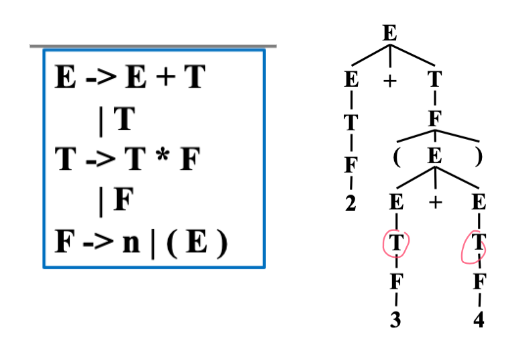 E -> E + T
| T
T -> T * F
| F
F -> n | ( E )
E
E + T
T F
F ( E )
2 E + E
T T
F F
3 4